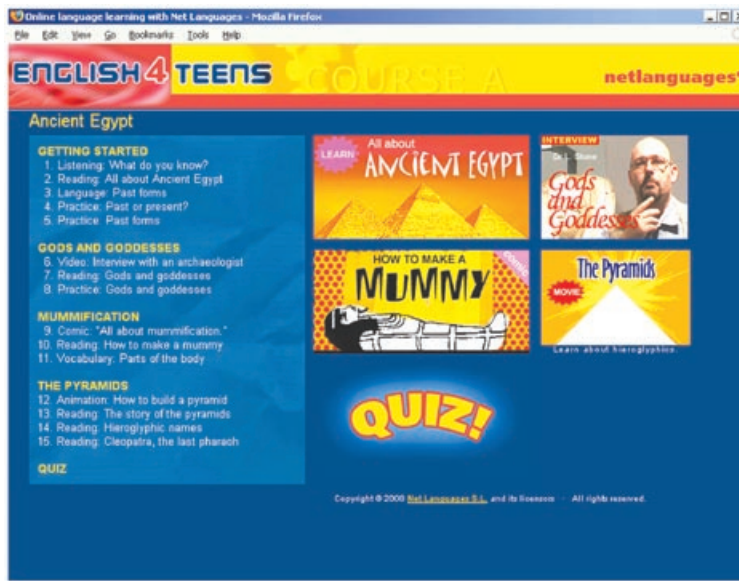 Online language learning with Net Languages - Mozilla Firefox
File Edit View Go Bookmarks Tools Help
ENGLISH 4 TEENS
COURSE A
netlanguages
Ancient Egypt
GETTING STARTED
1. Listening: What do you know?
2. Reading: All about Ancient Egypt
3. Language: Past forms
4. Practice: Past or present?
5. Practice: Past forms
GODS AND GODDESSES
6. Video: Interview with an archaeologist
7. Reading: Gods and goddesses
8. Practice: Gods and goddesses
MUMMIFICATION
9. Comic: "All about mummification."
10. Reading: How to make a mummy
11. Vocabulary: Parts of the body
THE PYRAMIDS
12. Animation: How to build a pyramid
13. Reading: The story of the pyramids
14. Reading: Hieroglyphic names
15. Reading: Cleopatra, the last pharaoh
QUIZ
LEARN
All about
ANCIENT EGYPT
INTERVIEW
Gods
and
Goddesses
HOW TO MAKE A
MUMMY
COMIC
The Pyramids
MOVIE
Learn about hieroglyphics.
QUIZ!
Copyright © 2000 Net Languages S.L. and its licensors - All rights reserved.